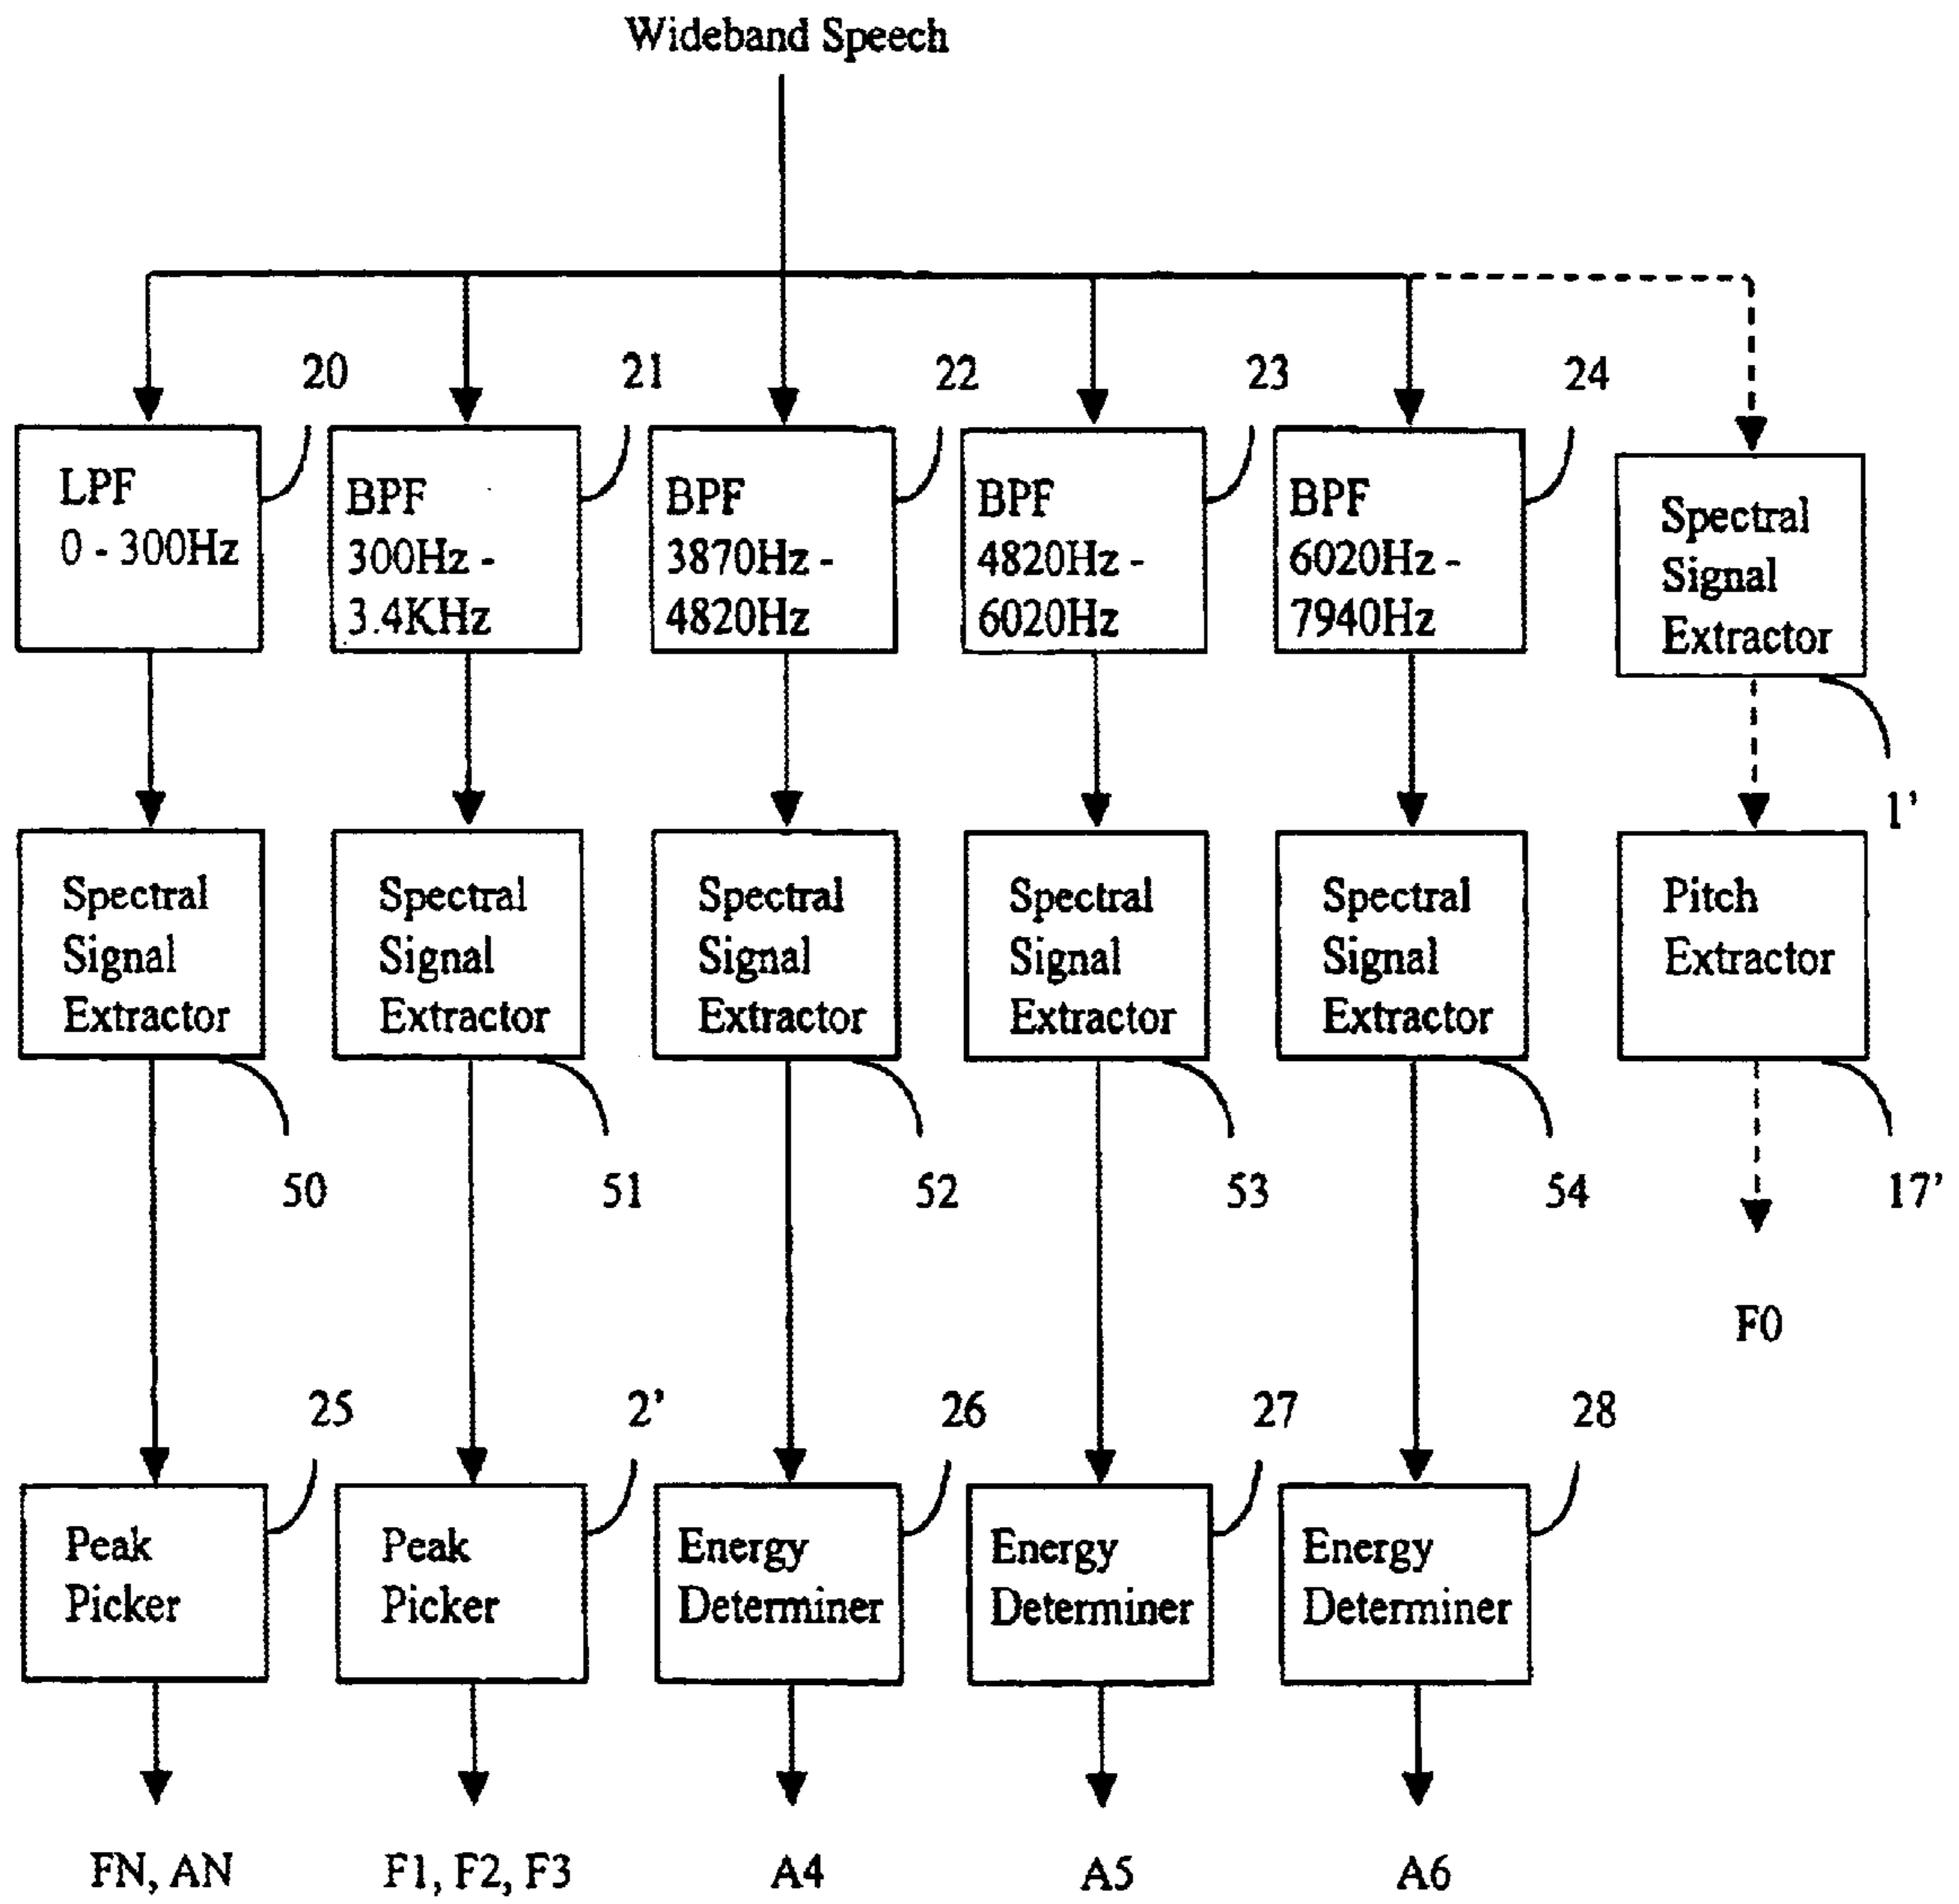 Wideband Speech
20
21
22
23
24
LPF
0 - 300Hz
BPF
300Hz -
3.4KHz
BPF
3870Hz -
4820Hz
BPF
4820Hz -
6020Hz
BPF
6020Hz -
7940Hz
Spectral
Signal
Extractor
1'
Spectral
Signal
Extractor
Spectral
Signal
Extractor
Spectral
Signal
Extractor
Spectral
Signal
Extractor
Spectral
Signal
Extractor
Pitch
Extractor
50
51
52
53
54
17'
F0
25
2'
26
27
28
Peak
Picker
Peak
Picker
Energy
Determiner
Energy
Determiner
Energy
Determiner
FN, AN
F1, F2, F3
A4
A5
A6